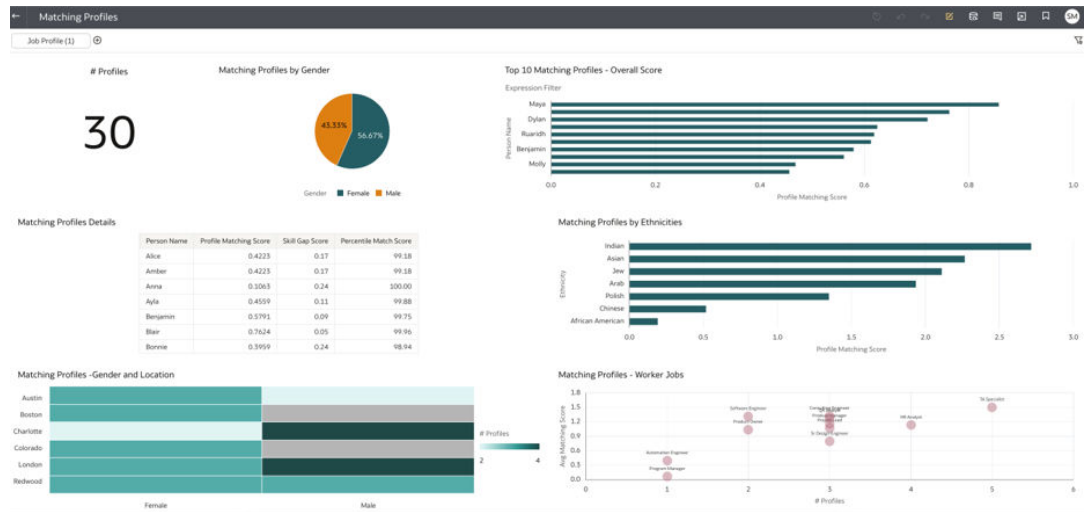 Matching Profiles
SM
Job Profile (1)
# Profiles
30
Matching Profiles by Gender
43.33%
56.67%
Gender Female Male
Top 10 Matching Profiles - Overall Score
Expression Filter
Person Name
Maya
Dylan
Ruaridh
Benjamin
Molly
0.0 0.2 0.4 0.6 0.8 1.0
Profile Matching Score
Matching Profiles Details
Person Name Profile Matching Score Skill Gap Score Percentile Match Score
Alice 0.4223 0.17 99.18
Amber 0.4223 0.17 99.18
Anna 0.1063 0.24 100.00
Ayla 0.4559 0.11 99.88
Benjamin 0.5791 0.09 99.75
Blair 0.7624 0.05 99.96
Bonnie 0.3959 0.24 98.94
Matching Profiles by Ethnicities
Ethnicity
Indian
Asian
Jew
Arab
Polish
Chinese
African American
0.0 0.5 1.0 1.5 2.0 2.5 3.0
Profile Matching Score
Matching Profiles -Gender and Location
Austin
Boston
Charlotte
Colorado
London
Redwood
Female Male
# Profiles
2 4
Matching Profiles - Worker Jobs
Avg Matching Score
1.8
1.5
1.2
0.9
0.6
0.3
0.0
Software Engineer
Product Owner
Sr Design Engineer
HR Analyst
Sr Specialist
Automation Engineer
Program Manager
0 1 2 3 4 5 6
# Profiles